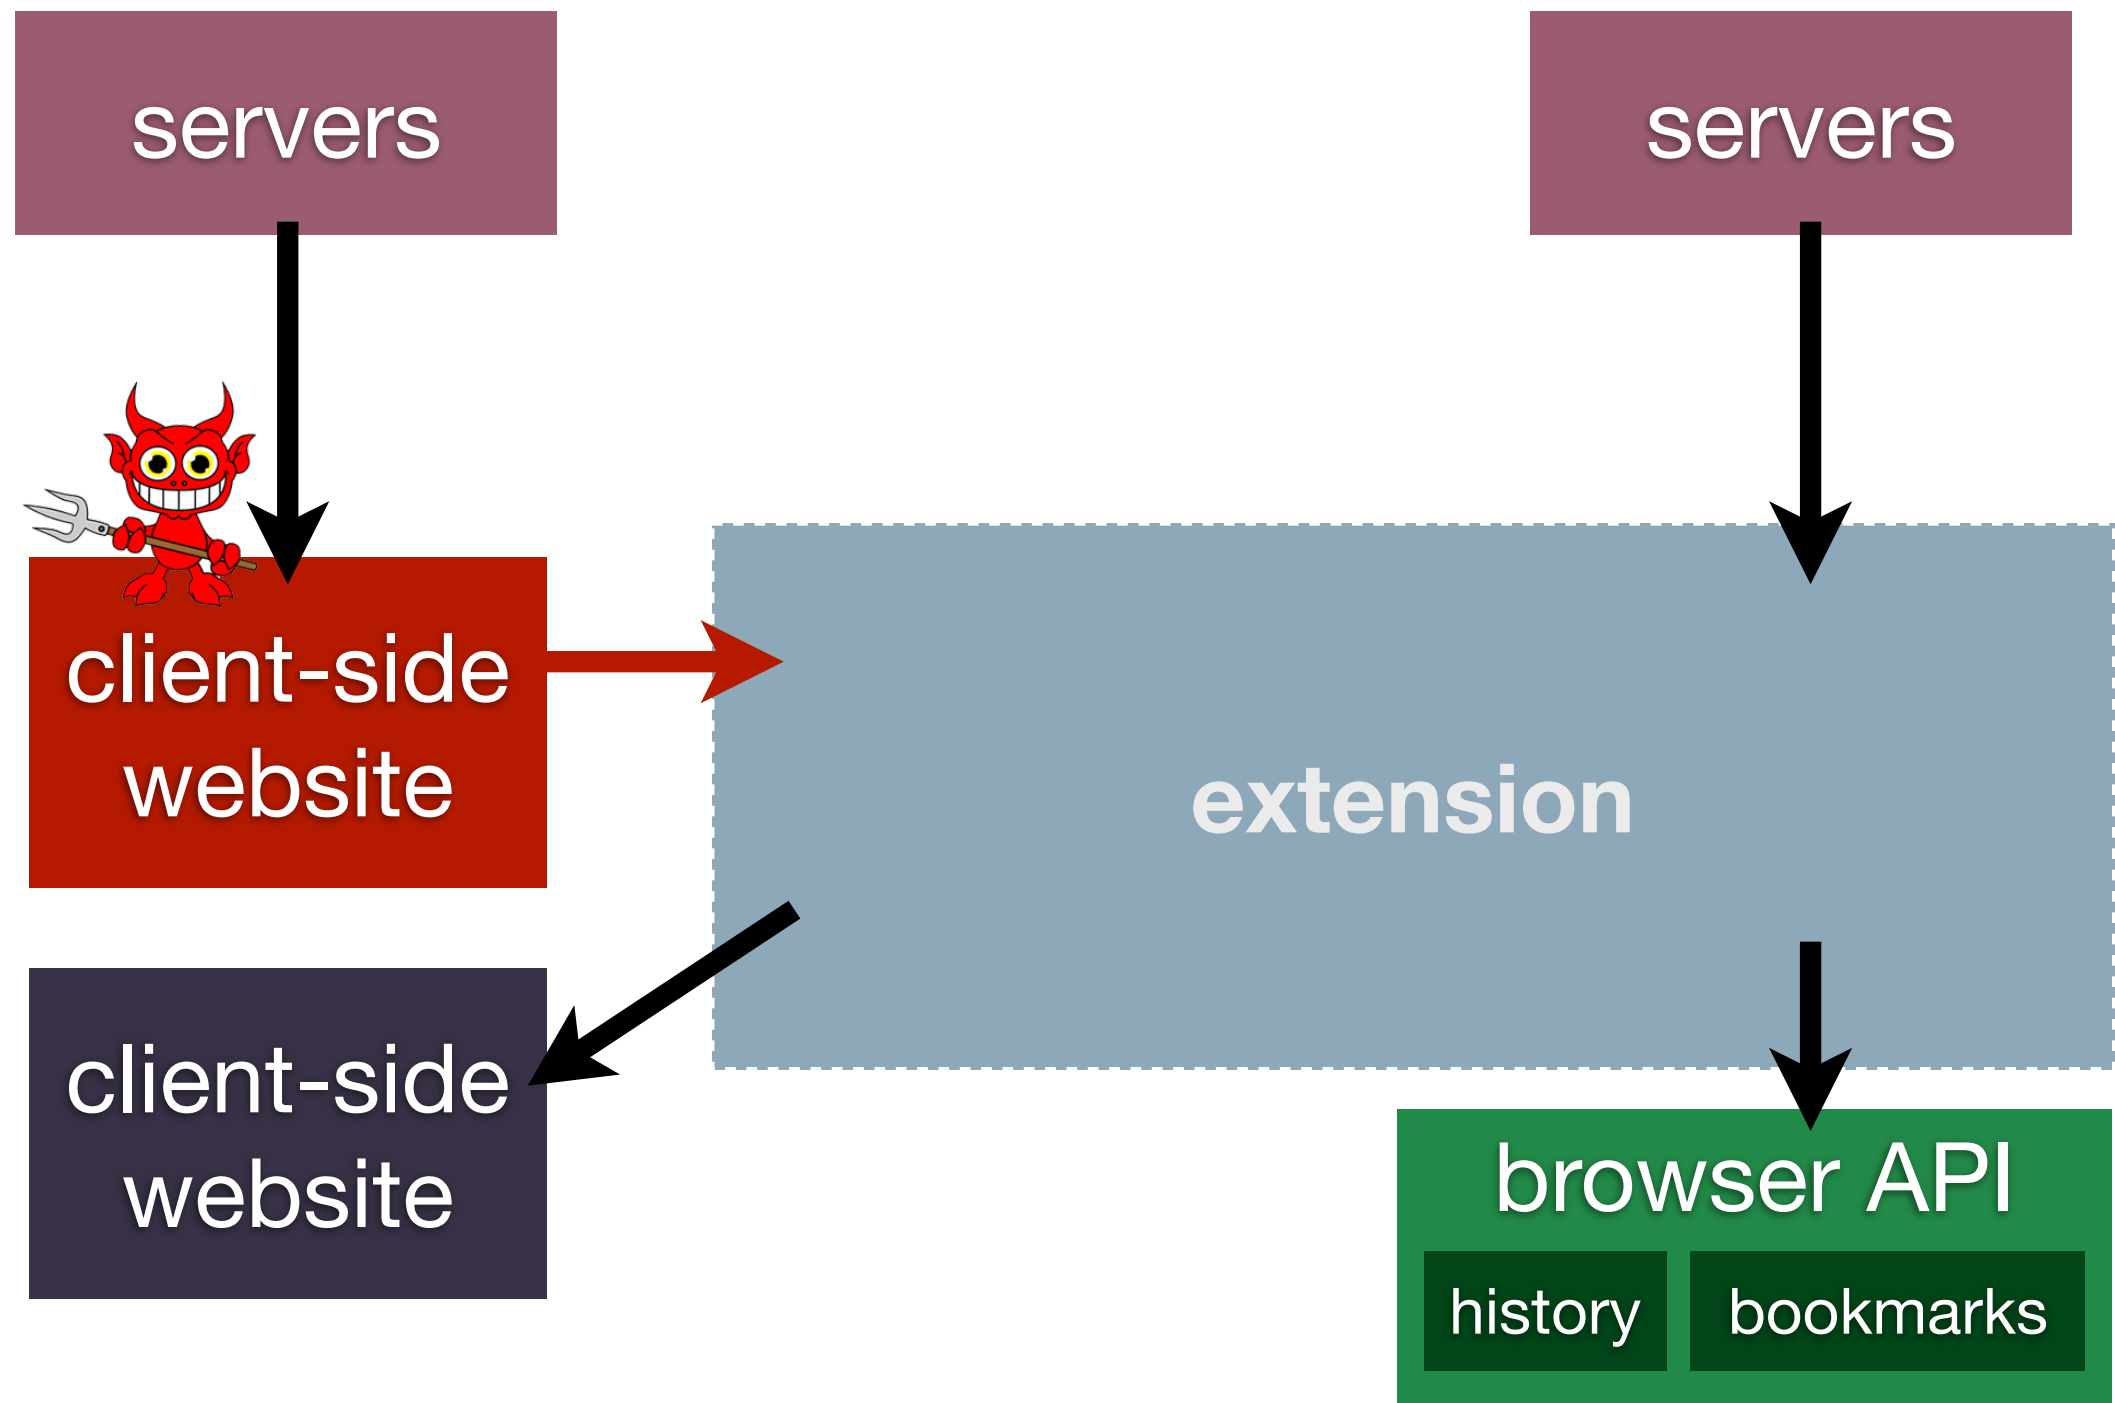 servers
servers
client-side
website
extension
client-side
website
browser API
history
bookmarks